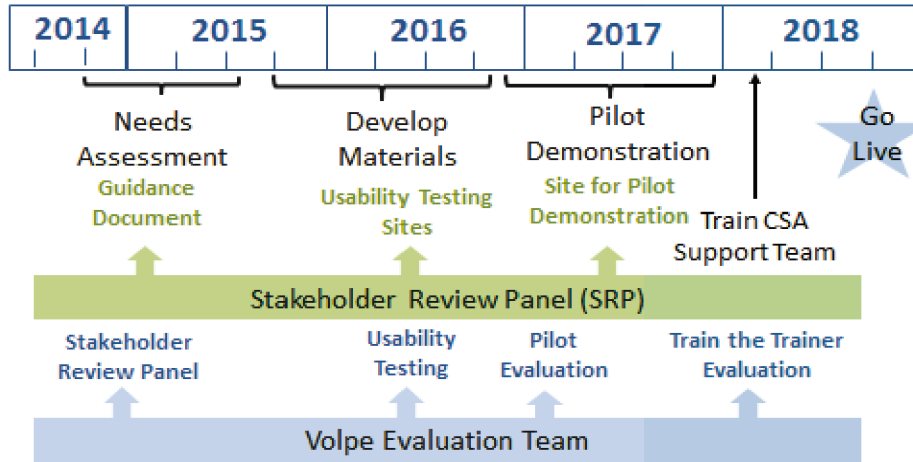 2014 2015 2016 2017 2018
Needs
Assessment
Guidance
Document
Develop
Materials
Usability Testing
Sites
Pilot
Demonstration
Site for Pilot
Demonstration
Train CSA
Support Team
Go
Live
Stakeholder Review Panel (SRP)
Stakeholder
Review Panel
Usability
Testing
Pilot
Evaluation
Train the Trainer
Evaluation
Volpe Evaluation Team